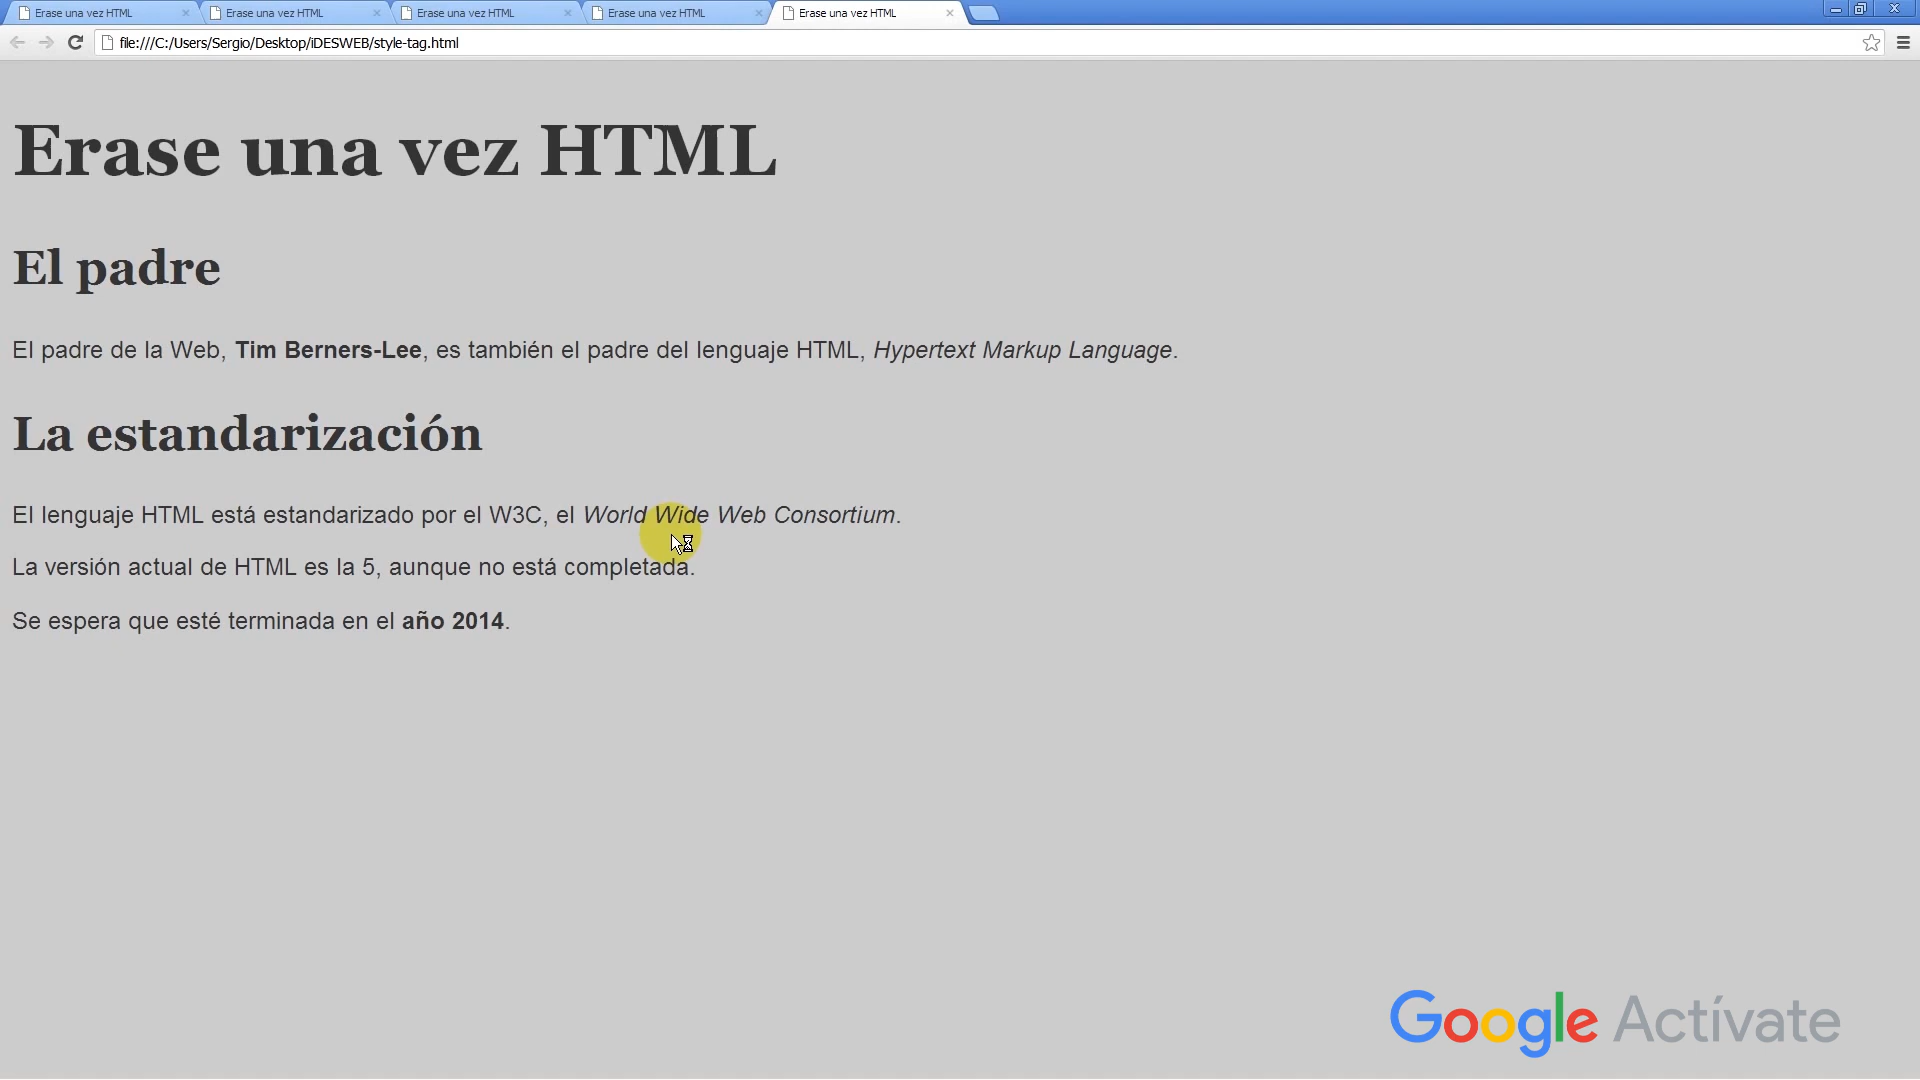 Erase una vez HTML Erase una vez HTML Erase una vez HTML Erase una vez HTML Erase una vez HTML
file:///C:/Users/Sergio/Desktop/iDESWEB/style-tag.html
Erase una vez HTML
El padre
El padre de la Web, Tim Berners-Lee, es también el padre del lenguaje HTML, Hypertext Markup Language.
La estandarización
El lenguaje HTML está estandarizado por el W3C, el World Wide Web Consortium.
La versión actual de HTML es la 5, aunque no está completada.
Se espera que esté terminada en el año 2014.
Google Actívate